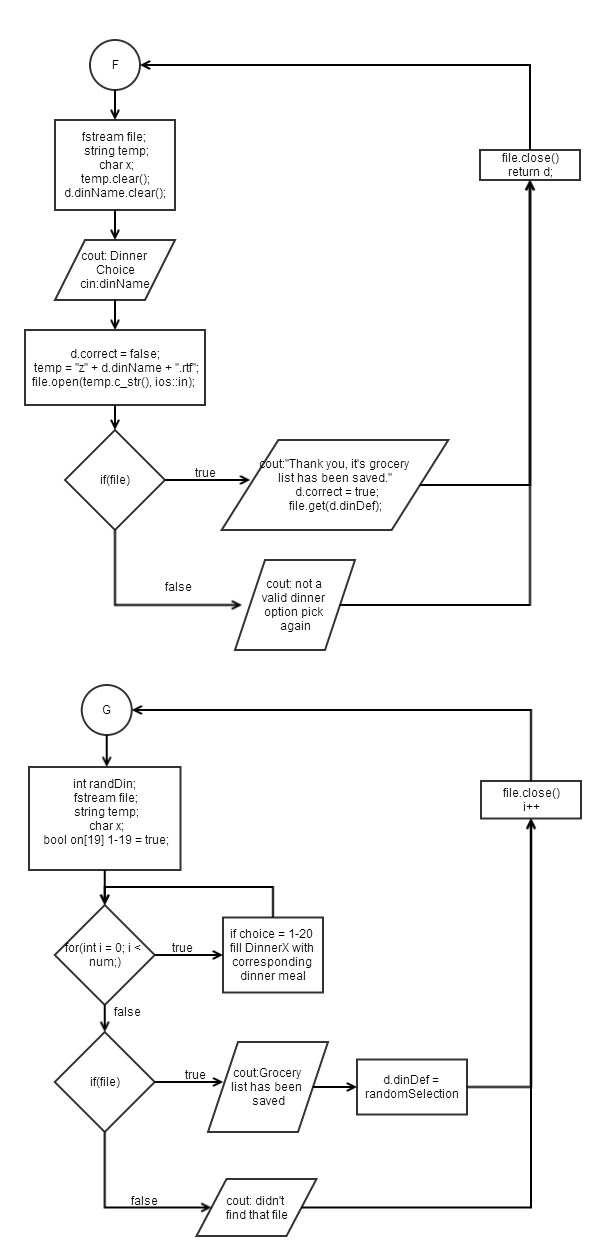 F
fstream file;
string temp;
char x;
temp.clear();
d.dinName.clear();
file.close()
return d;
cout: Dinner
Choice
cin:dinName
d.correct = false;
temp = "z" + d.dinName + ".rtf";
file.open(temp.c_str(), ios::in);
if(file)
true
cout:"Thank you, it's grocery
list has been saved."
d.correct = true;
file.get(d.dinDef);
false
cout: not a
valid dinner
option pick
again
G
int randDin;
fstream file;
string temp;
char x;
bool on[19] 1-19 = true;
file.close()
i++
for(int i = 0; i <
num;)
true
if choice = 1-20
fill DinnerX with
corresponding
dinner meal
false
if(file)
true
cout:Grocery
list has been
saved
d.dinDef =
randomSelection
false
cout: didn't
find that file